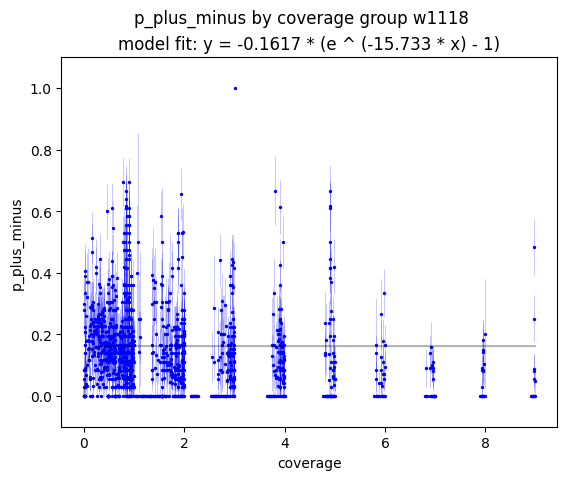 p_plus_minus by coverage group w1118
model fit: y = -0.1617 * (e ^ (-15.733 * x) - 1)
1.0
0.8
0.6
0.4
0.2
0.0
p_plus_minus
0 2 4 6 8
coverage